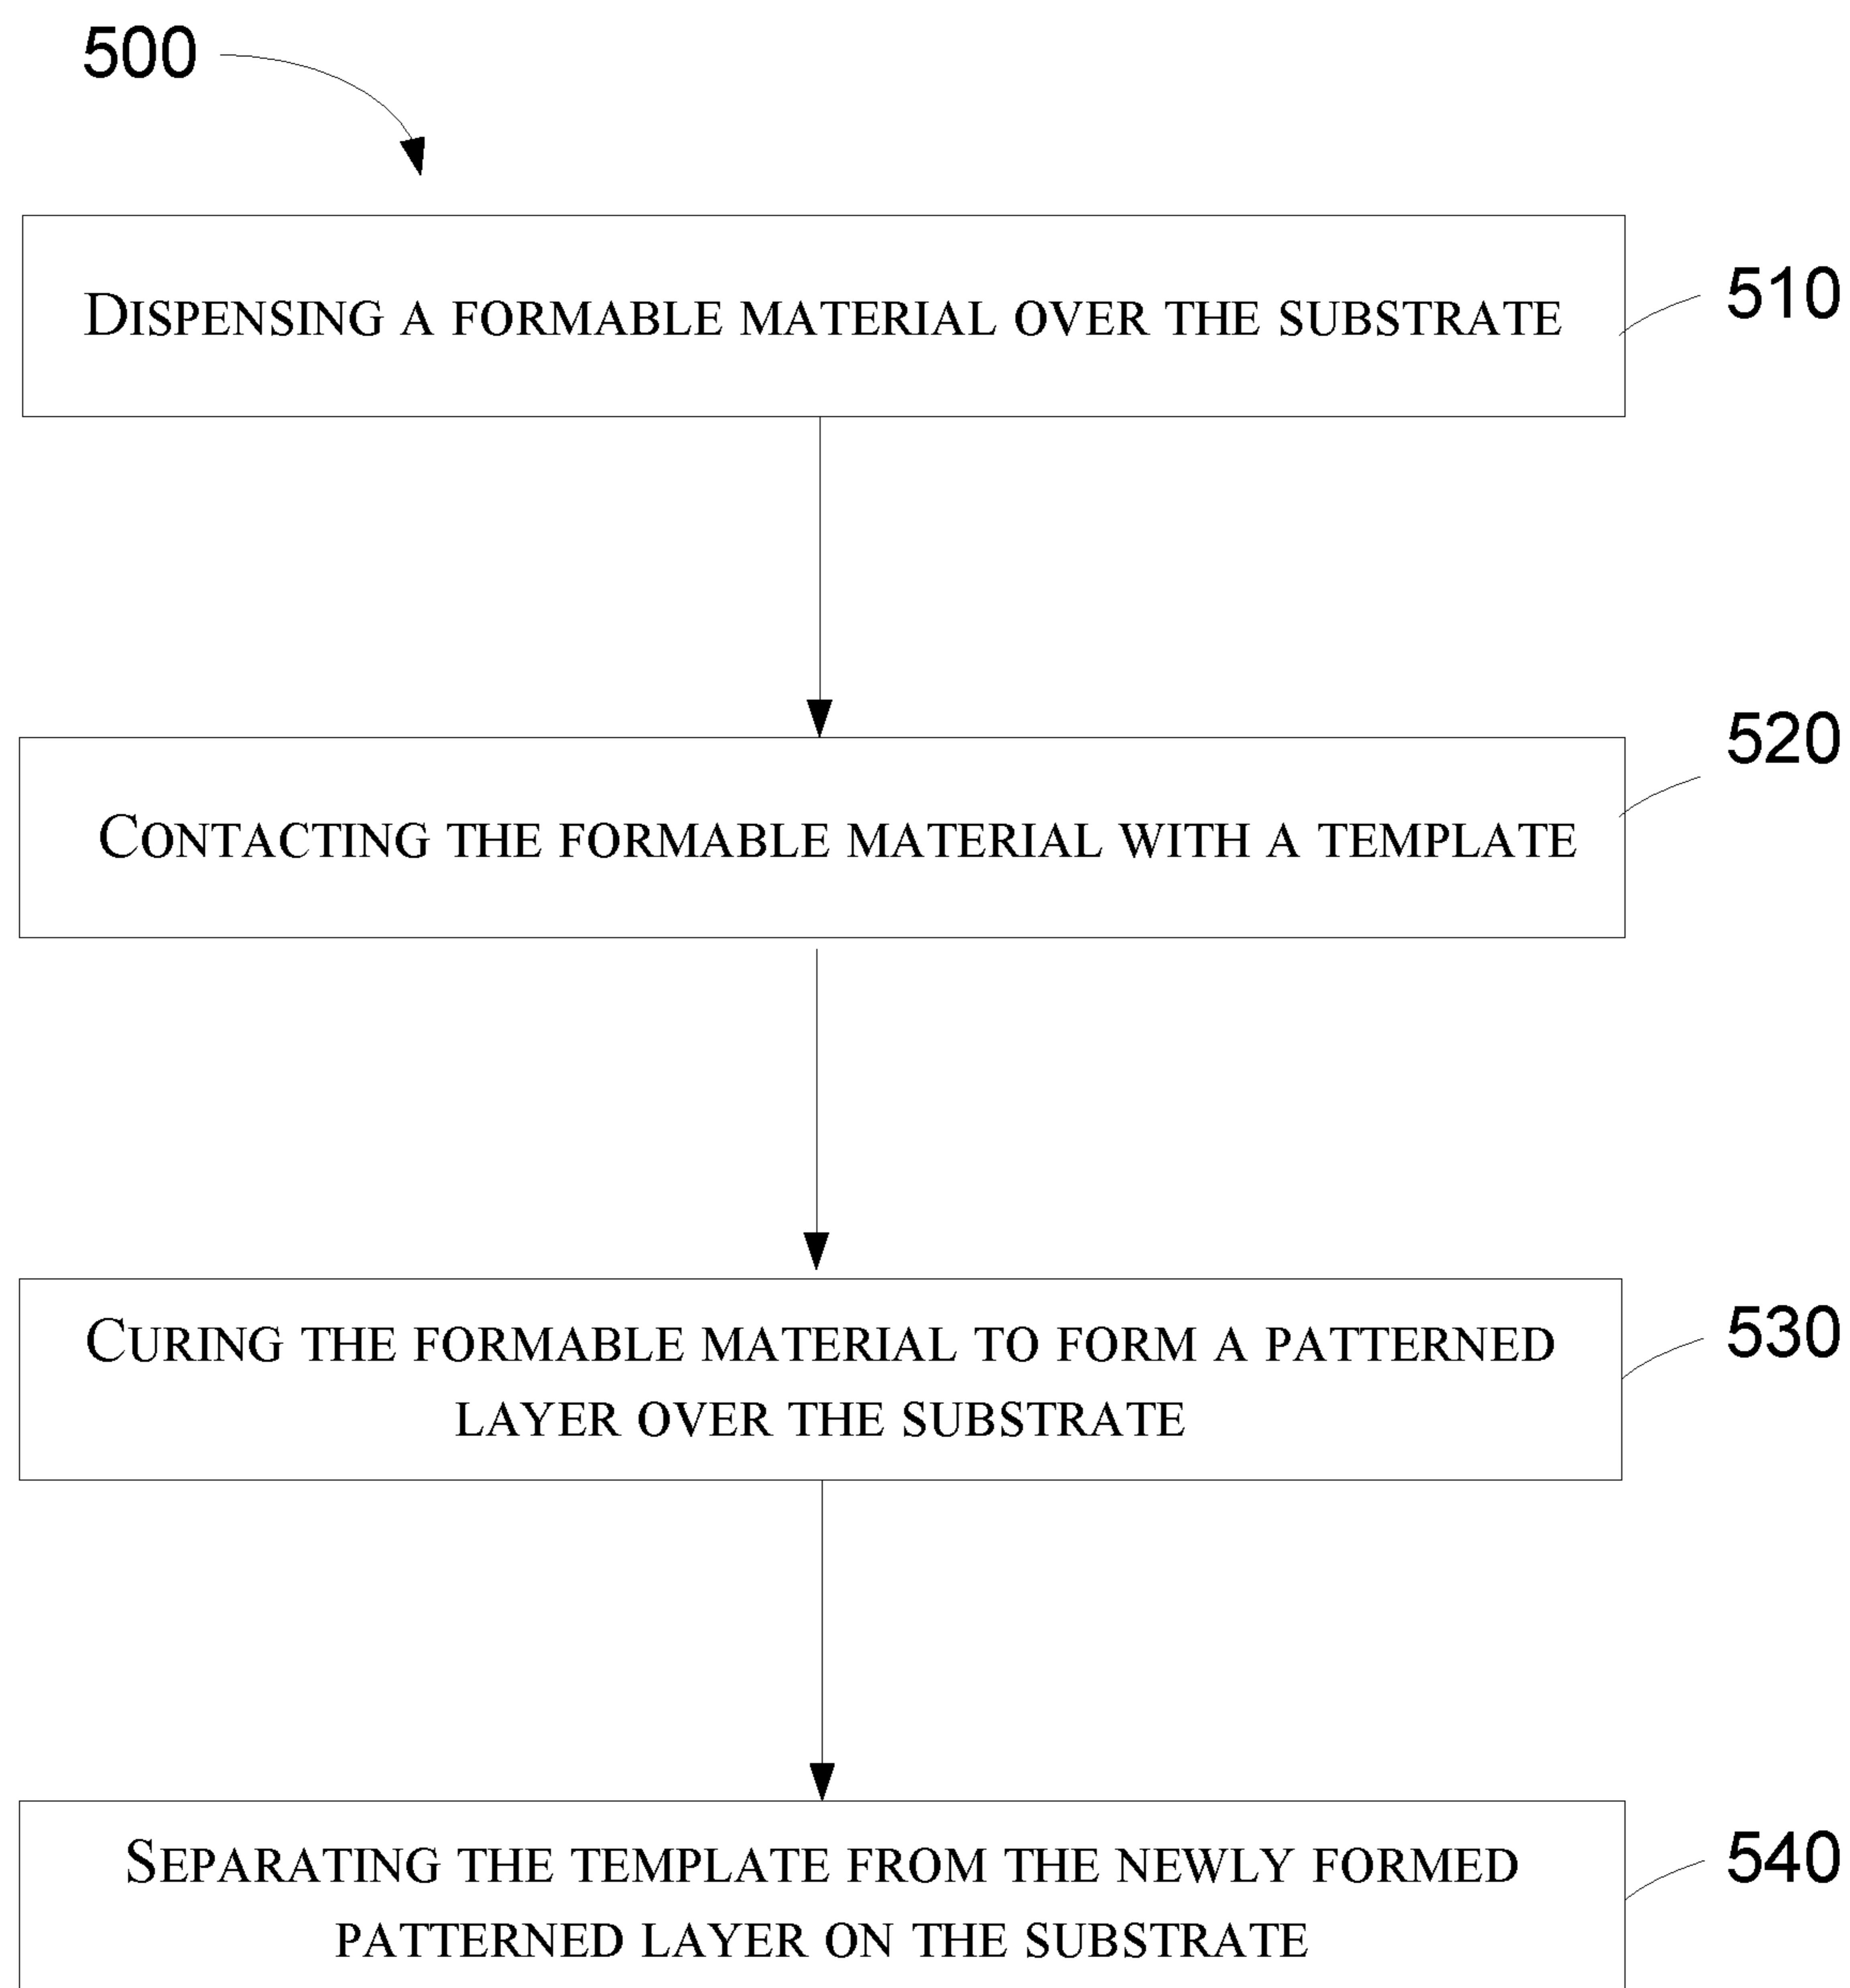 500
DISPENSING A FORMABLE MATERIAL OVER THE SUBSTRATE
510
520
CONTACTING THE FORMABLE MATERIAL WITH A TEMPLATE
CURING THE FORMABLE MATERIAL TO FORM A PATTERNED
LAYER OVER THE SUBSTRATE
530
SEPARATING THE TEMPLATE FROM THE NEWLY FORMED
PATTERNED LAYER ON THE SUBSTRATE
540